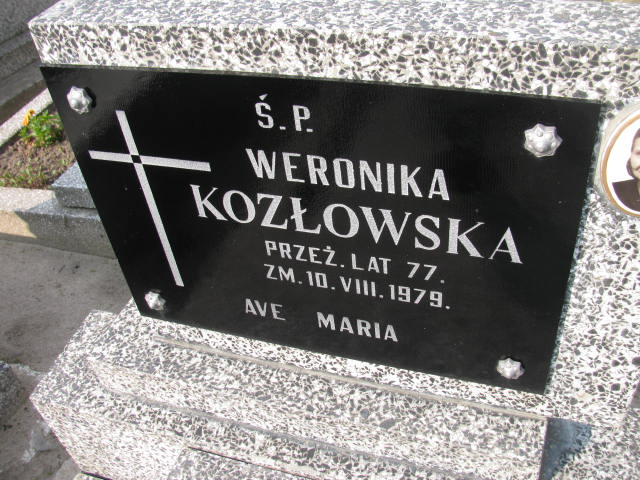 Ś.P.
WERONIKA
KOZŁOWSKA
PRZEŻ. LAT 77.
ZM. 10. VIII. 1979.
AVE MARIA